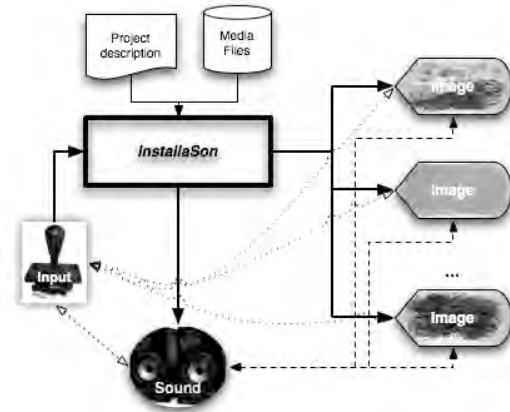 Project
description
Media
Files
InstallaSon
Image
Image
Input
...
Image
Sound